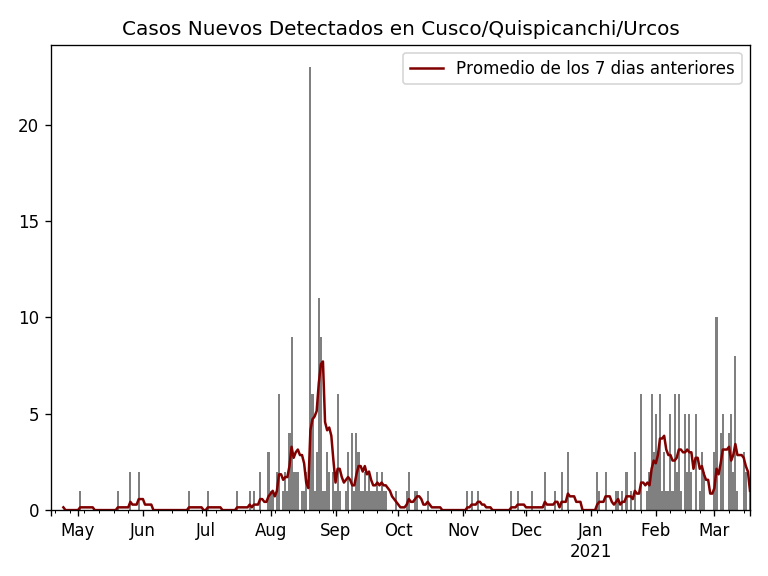 Casos Nuevos Detectados en Cusco/Quispicanchi/Urcos
Promedio de los 7 dias anteriores
20
15
10
5
0
May Jun Jul Aug Sep Oct Nov Dec Jan Feb Mar
2021